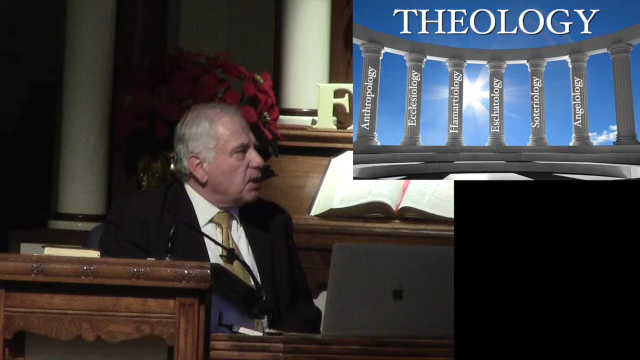 THEOLOGY
Anthropology
Ecclesiology
Hamartiology
Eschatology
Soteriology
Angelology
F